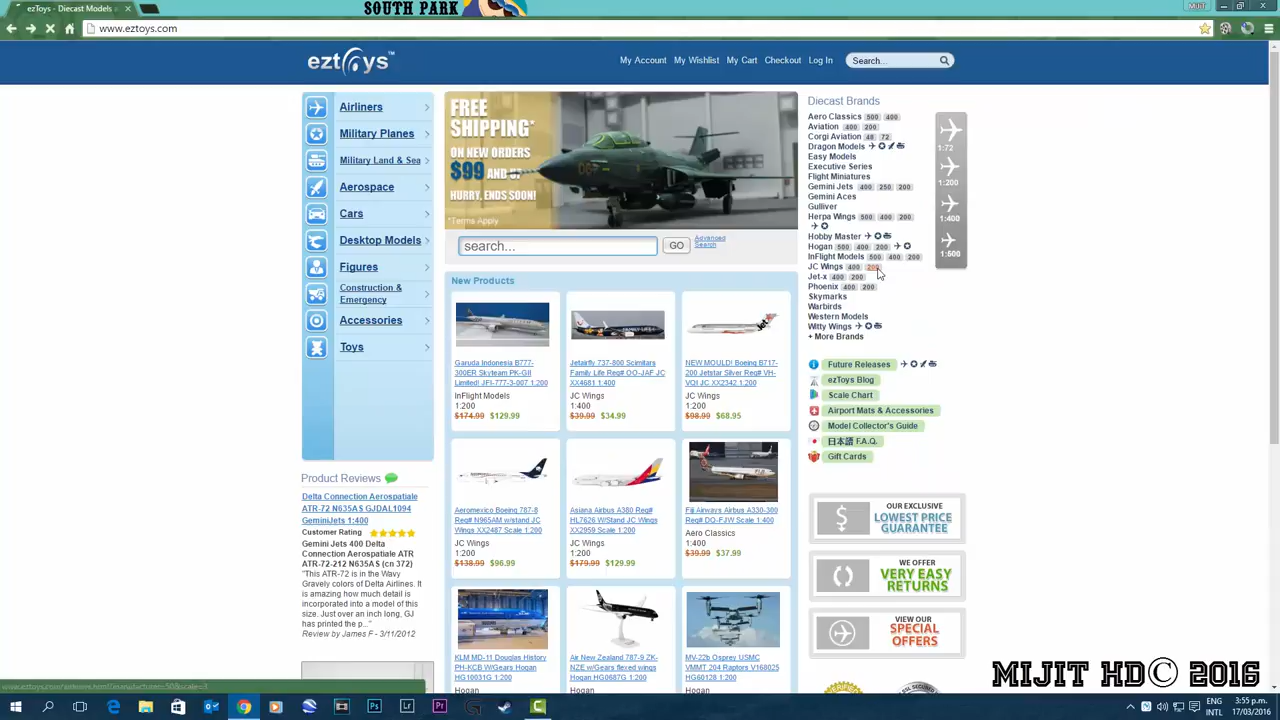 SOUTH PARK
ezToys - Diecast Models
Mijit
www.eztoys.com
eztoys™
My Account
My Wishlist
My Cart
Checkout
Log In
Search...
Airliners
Military Planes
Military Land & Sea
Aerospace
Cars
Desktop Models
Figures
Construction &
Emergency
Accessories
Toys
Product Reviews
Delta Connection Aerospatiale
ATR-72 N635AS GJDAL1094
GeminiJets 1:400
Customer Rating
Gemini Jets 400 Delta
Connection Aerospatiale ATR
ATR-72-212 N635AS (cn 372)
"This ATR-72 is in the Wavy
Gravely colors of Delta Airlines. It
is amazing how much detail is
incorporated into a model of this
size. Just over an inch long, GJ
has printed the p..."
Review by James F - 3/11/2012
FREE
SHIPPING*
ON NEW ORDERS
$99 AND UP
HURRY, ENDS SOON!
*Terms Apply
search...
GO
Advanced
Search
New Products
Garuda Indonesia B777-
300ER Skyteam PK-GII
Limited! JFI-777-3-007 1:200
InFlight Models
1:200
$174.99 $129.99
Jetairfly 737-800 Scimitars
Family Life Reg# OO-JAF JC
XX4681 1:400
JC Wings
1:400
$39.99 $34.99
NEW MOULD! Boeing B717-
200 Jetstar Silver Reg# VH-
VQI JC XX2342 1:200
JC Wings
1:200
$98.99 $68.95
Aeromexico Boeing 787-8
Reg# N965AM w/stand JC
Wings XX2487 Scale 1:200
JC Wings
1:200
$138.99 $96.99
Asiana Airbus A380 Reg#
HL7626 W/Stand JC Wings
XX2959 Scale 1:200
JC Wings
1:200
$179.99 $129.99
Fiji Airways Airbus A330-300
Reg# DQ-FJW Scale 1:400
Aero Classics
1:400
$39.99 $37.99
KLM MD-11 Douglas History
PH-KCB W/Gears Hogan
HG10031G 1:200
Hogan
Air New Zealand 787-9 ZK-
NZE w/Gears flexed wings
Hogan HG0687G 1:200
Hogan
MV-22b Osprey USMC
VMMT 204 Raptors V168025
HG60128 1:200
Hogan
Diecast Brands
Aero Classics 500 400
Aviation 400 200
Corgi Aviation 48 72
Dragon Models
Easy Models
Executive Series
Flight Miniatures
Gemini Jets 400 250 200
Gemini Aces
Gulliver
Herpa Wings 500 400 200
Hobby Master
Hogan 500 400 200
InFlight Models 500 400 200
JC Wings 400 200
Jet-x 400 200
Phoenix 400 200
Skymarks
Warbirds
Western Models
Witty Wings
+ More Brands
1:72
1:200
1:400
1:500
Future Releases
ezToys Blog
Scale Chart
Airport Mats & Accessories
Model Collector's Guide
日本語 F.A.Q.
Gift Cards
OUR EXCLUSIVE
LOWEST PRICE
GUARANTEE
WE OFFER
VERY EASY
RETURNS
VIEW OUR
SPECIAL
OFFERS
MIJIT HD© 2016
ENG
INTL
3:55 p.m.
17/03/2016